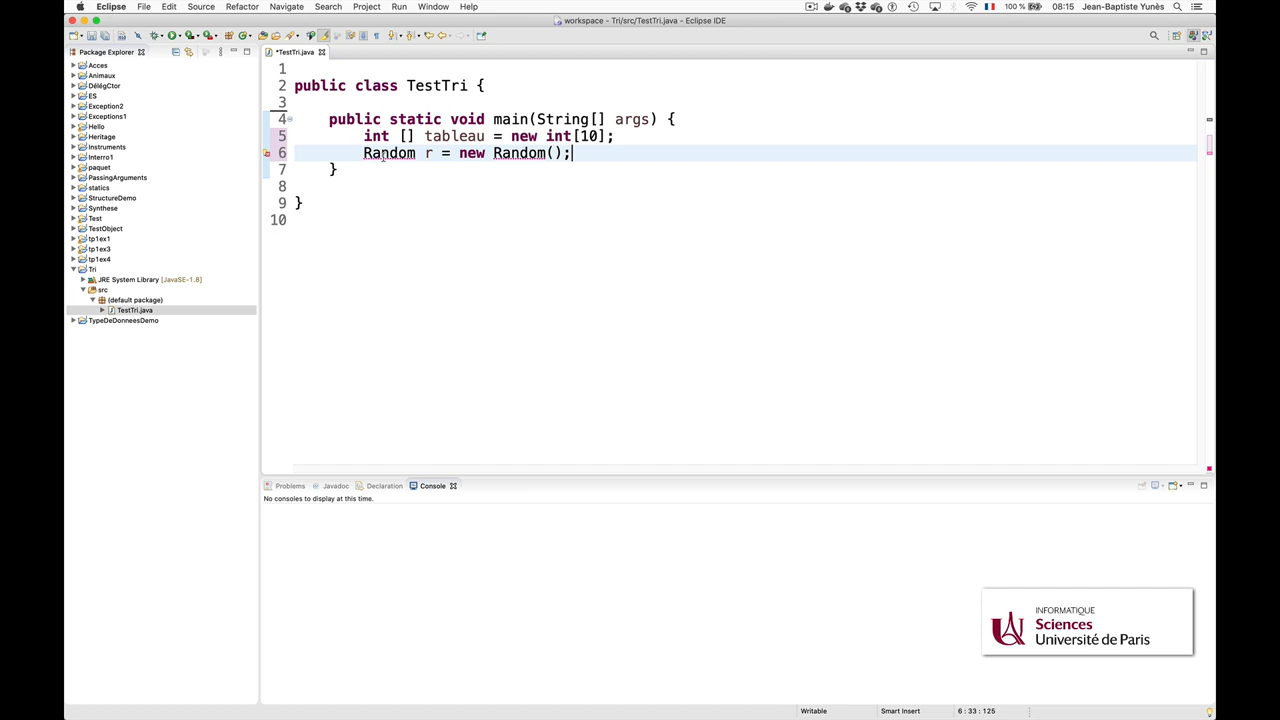 Eclipse File Edit Source Refactor Navigate Search Project Run Window Help 100 % 08:15 Jean-Baptiste Yunès
workspace - Tri/src/TestTri.java - Eclipse IDE
Package Explorer
Acces
Animaux
DélégCtor
ES
Exception2
Exceptions1
Hello
Heritage
Instruments
Interro1
paquet
PassingArguments
statics
StructureDemo
Synthese
Test
TestObject
tp1ex1
tp1ex3
tp1ex4
Tri
JRE System Library [JavaSE-1.8]
src
(default package)
TestTri.java
TypeDeDonneesDemo
*TestTri.java
1
2 public class TestTri {
3
4 public static void main(String[] args) {
5 int [] tableau = new int[10];
6 Random r = new Random();
7 }
8
9 }
10
Problems Javadoc Declaration Console
No consoles to display at this time.
INFORMATIQUE
Sciences
Université de Paris
Writable Smart Insert 6 : 33 : 125